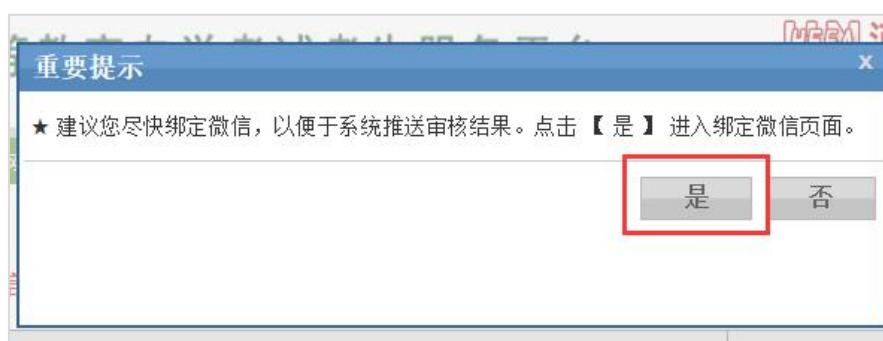 重要提示
x
★ 建议您尽快绑定微信，以便于系统推送审核结果。点击 【 是 】 进入绑定微信页面。
是 否